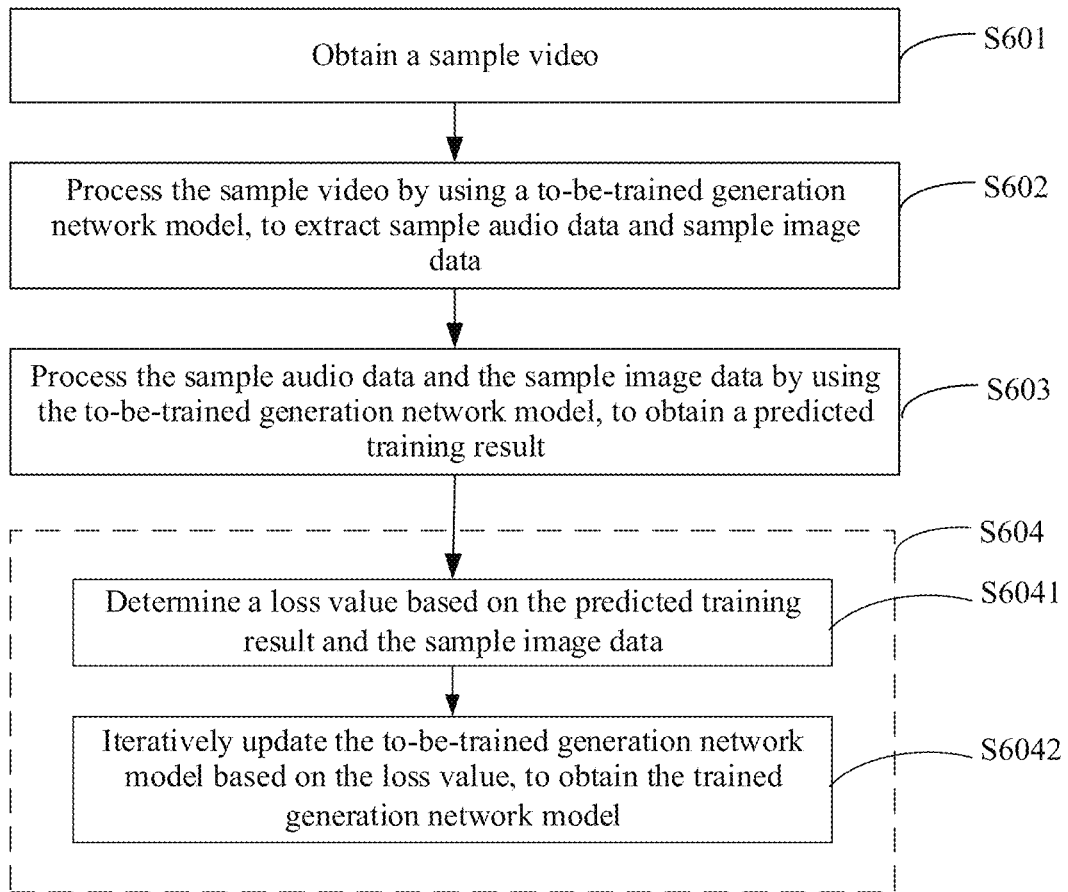 Obtain a sample video
S601
Process the sample video by using a to-be-trained generation
network model, to extract sample audio data and sample image
data
S602
Process the sample audio data and the sample image data by using
the to-be-trained generation network model, to obtain a predicted
training result
S603
S604
Determine a loss value based on the predicted training
result and the sample image data
S6041
Iteratively update the to-be-trained generation network
model based on the loss value, to obtain the trained
generation network model
S6042